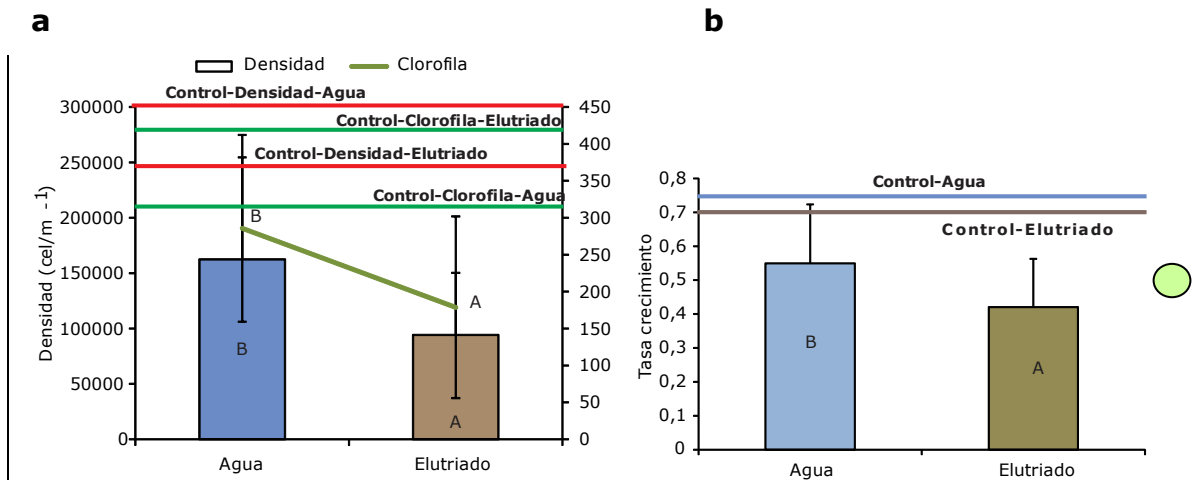 a
b
Densidad
Clorofila
Control-Densidad-Agua
Control-Clorofila-Elutriado
Control-Densidad-Elutriado
Control-Clorofila-Agua
Densidad (cel/m -1)
300000
250000
200000
150000
100000
50000
0
450
400
350
300
250
200
150
100
50
0
B
A
B
A
Agua
Elutriado
Control-Agua
Control-Elutriado
Tasa crecimiento
0,8
0,7
0,6
0,5
0,4
0,3
0,2
0,1
0
B
A
Agua
Elutriado